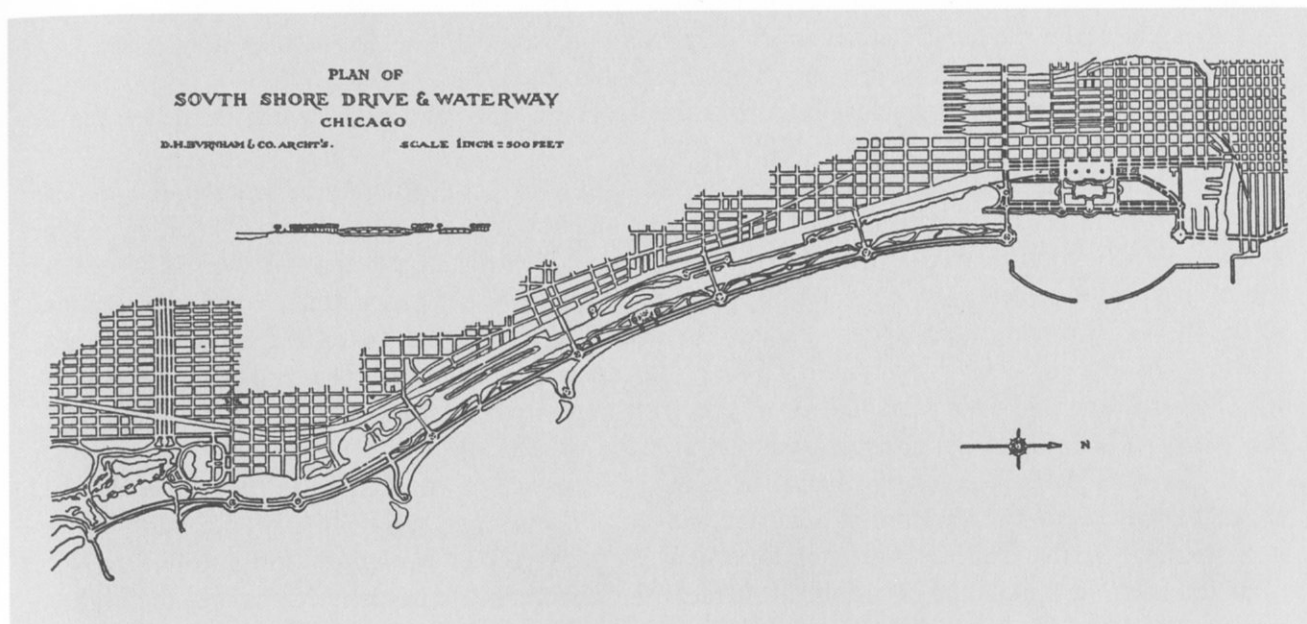 PLAN OF
SOVTH SHORE DRIVE & WATERWAY
CHICAGO
D.H.BVRNHAM & CO. ARCHT'S. SCALE 1INCH = 500 FEET
N